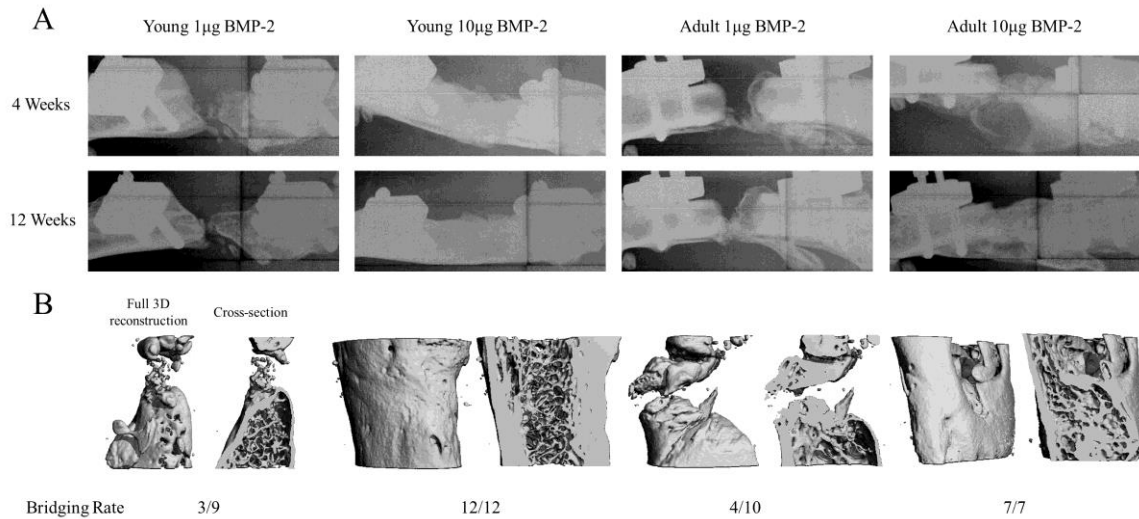 A
Young 1μg BMP-2
Young 10μg BMP-2
Adult 1μg BMP-2
Adult 10μg BMP-2
4 Weeks
12 Weeks
B
Full 3D
reconstruction
Cross-section
Bridging Rate
3/9
12/12
4/10
7/7